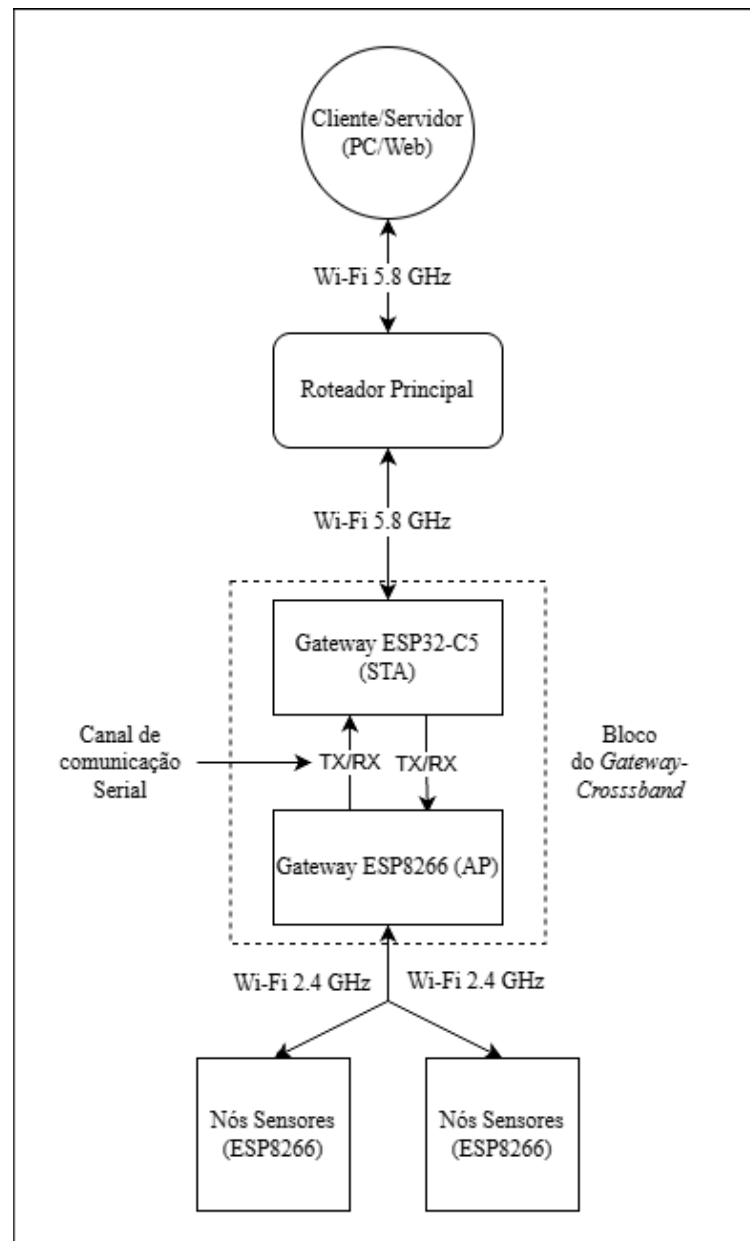 Cliente/Servidor
(PC/Web)
Wi-Fi 5.8 GHz
Roteador Principal
Wi-Fi 5.8 GHz
Gateway ESP32-C5
(STA)
Canal de
comunicação
Serial
TX/RX TX/RX
Bloco
do Gateway-
Crosssband
Gateway ESP8266 (AP)
Wi-Fi 2.4 GHz Wi-Fi 2.4 GHz
Nós Sensores
(ESP8266)
Nós Sensores
(ESP8266)